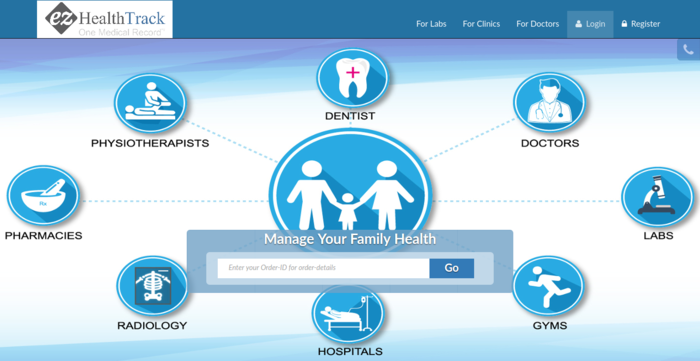 ez HealthTrack
One Medical Record
For Labs
For Clinics
For Doctors
Login
Register
DENTIST
PHYSIOTHERAPISTS
DOCTORS
Rx
PHARMACIES
LABS
Manage Your Family Health
Enter your Order-ID for order-details
Go
RADIOLOGY
GYMS
HOSPITALS